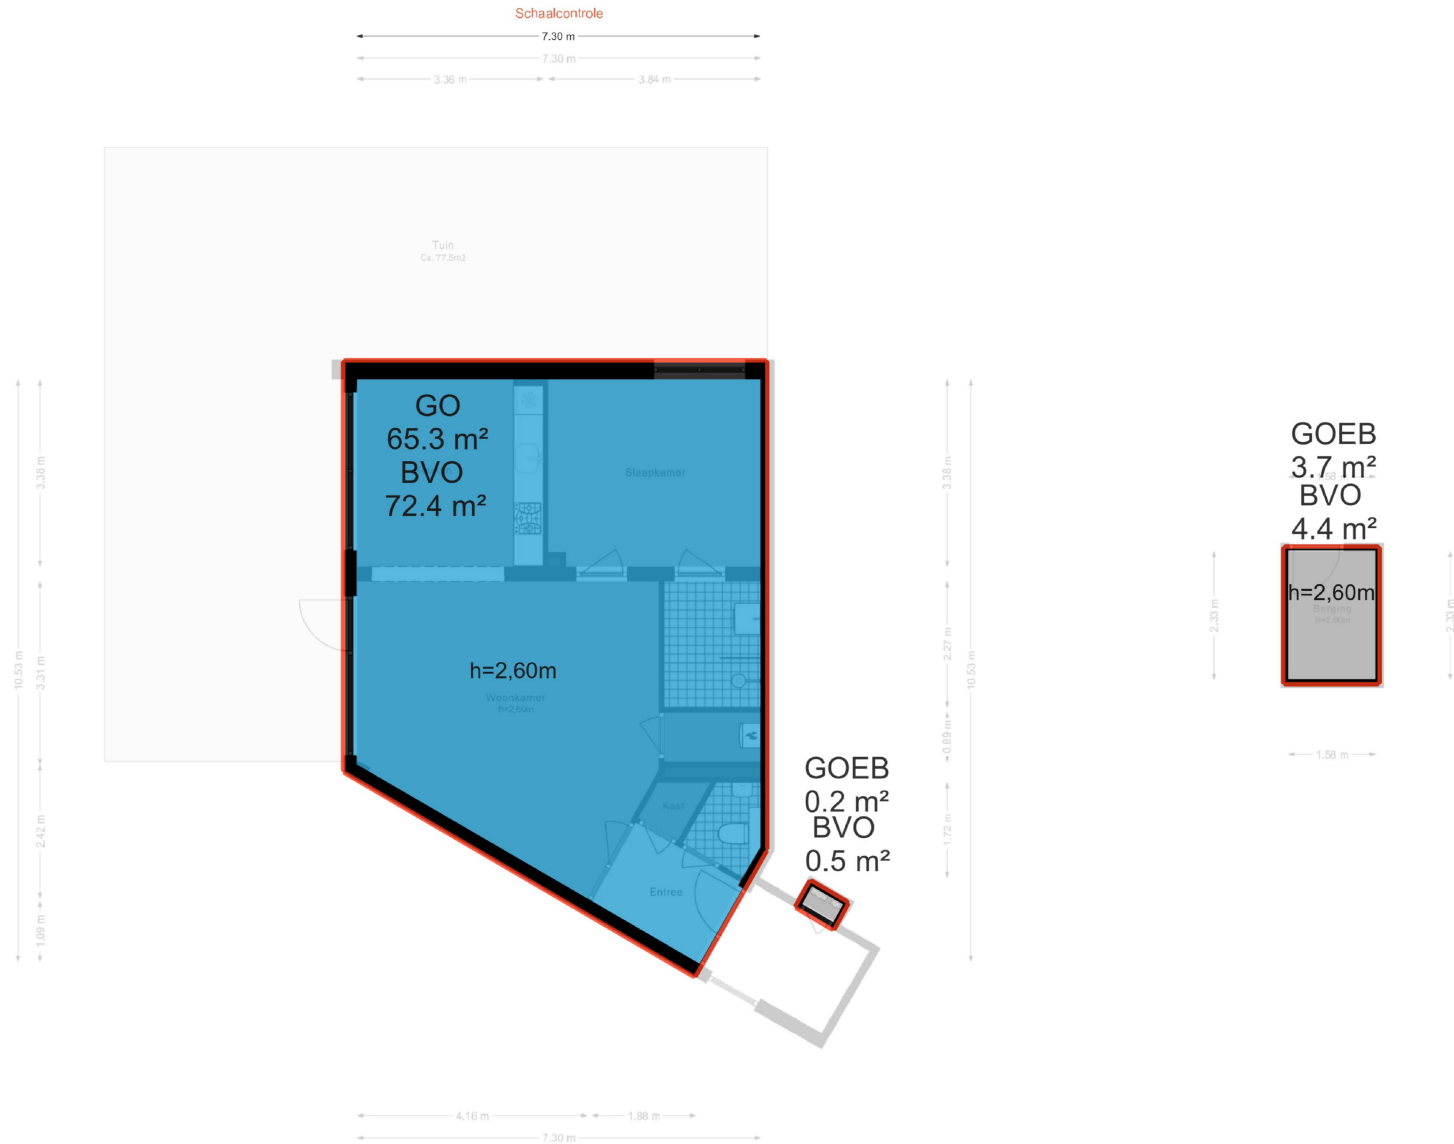 Schaalcontrole
7.30 m
7.30 m
3.36 m
3.84 m
Tuin
Ca. 77,5m2
GO
65.3 m²
BVO
72.4 m²
Slaapkamer
GOEB
3.7 m²
1.58 m
BVO
4.4 m²
h=2,60m
Berging
h=2,60m
2.33 m
2.33 m
3.38 m
10.53 m
3.31 m
2.42 m
1.09 m
h=2,60m
Woonkamer
h=2,60m
3.38 m
2.27 m
10.53 m
0.89 m
1.72 m
Kast
Entree
GOEB
0.2 m²
BVO
0.5 m²
1.58 m
4.16 m
1.88 m
7.30 m